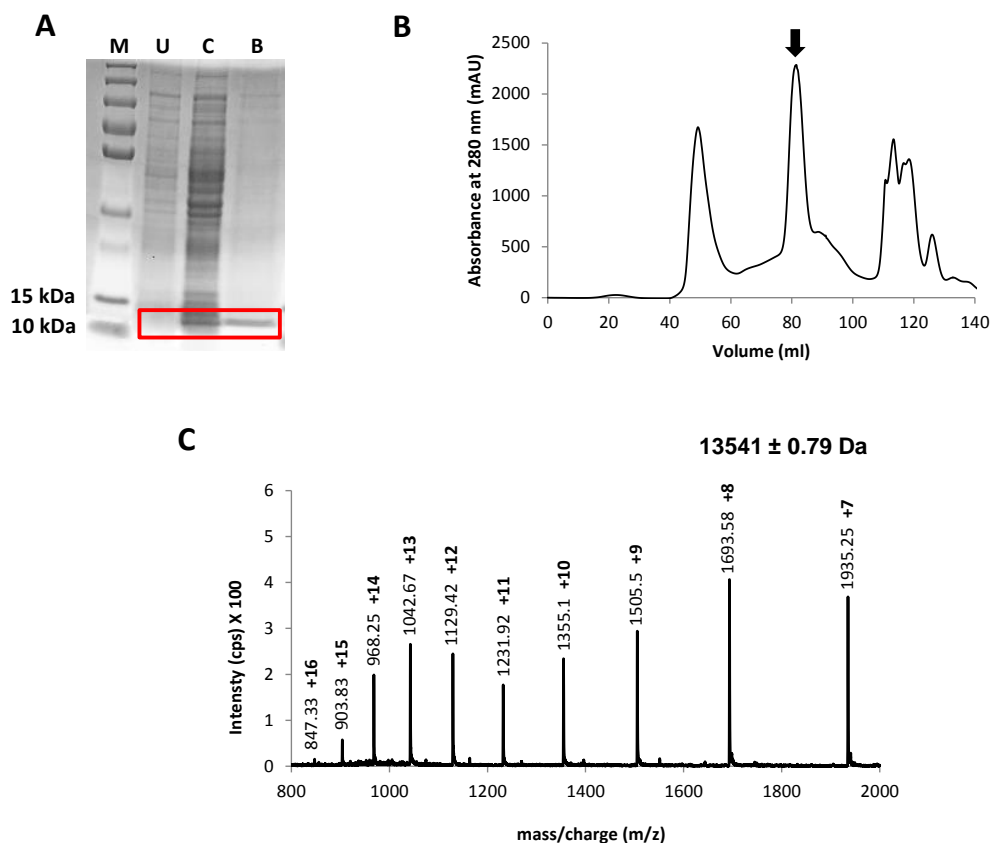 A
M U C B
15 kDa
10 kDa
B
Absorbance at 280 nm (mAU)
2500
2000
1500
1000
500
0
0 20 40 60 80 100 120 140
Volume (ml)
C
13541 ± 0.79 Da
Intensty (cps) X 100
6
5
4
3
2
1
0
847.33 +16
903.83 +15
968.25 +14
1042.67 +13
1129.42 +12
1231.92 +11
1355.1 +10
1505.5 +9
1693.58 +8
1935.25 +7
800 1000 1200 1400 1600 1800 2000
mass/charge (m/z)